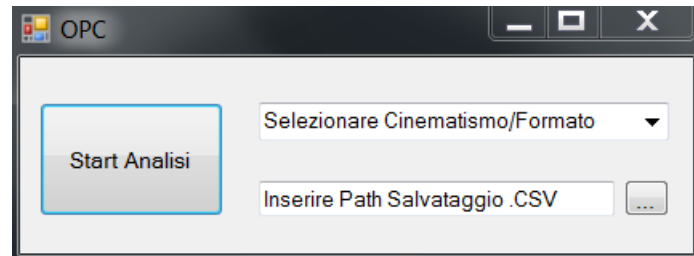 OPC
Selezionare Cinematismo/Formato
Start Analisi
Inserire Path Salvataggio .CSV
...